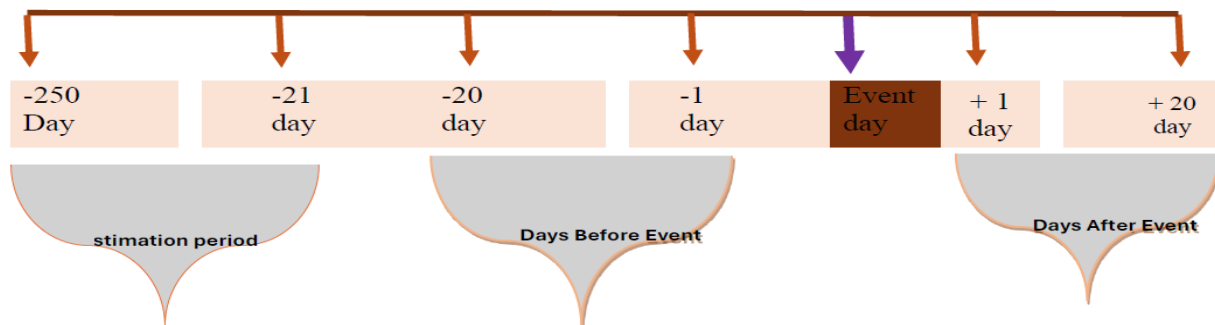 -250
Day
-21
day
-20
day
-1
day
Event
day
+ 1
day
+ 20
day
stimation period
Days Before Event
Days After Event